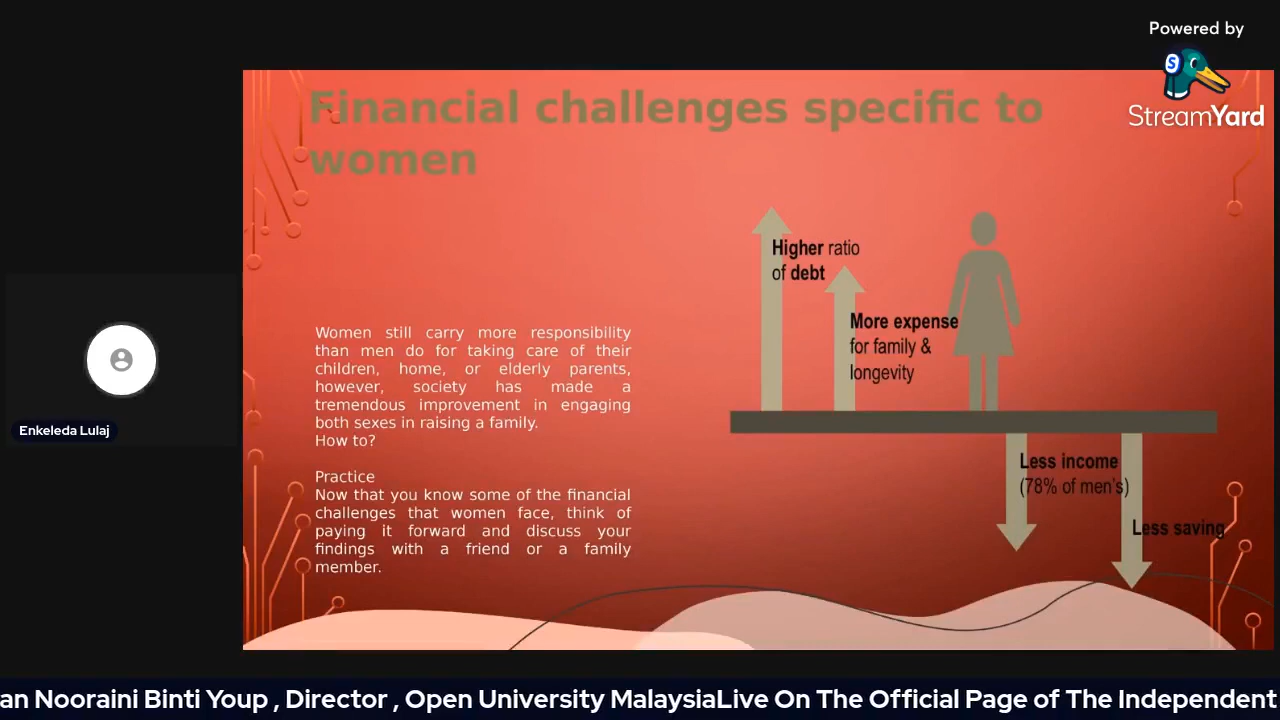 Powered by
StreamYard
Financial challenges specific to
women
Higher ratio
of debt
More expense
for family &
longevity
Women still carry more responsibility
than men do for taking care of their
children, home, or elderly parents,
however, society has made a
tremendous improvement in engaging
both sexes in raising a family.
How to?
Practice
Now that you know some of the financial
challenges that women face, think of
paying it forward and discuss your
findings with a friend or a family
member.
Less income
(78% of men's)
Less saving
Enkeleda Lulaj
an Nooraini Binti Youp , Director , Open University MalaysiaLive On The Official Page of The Independent